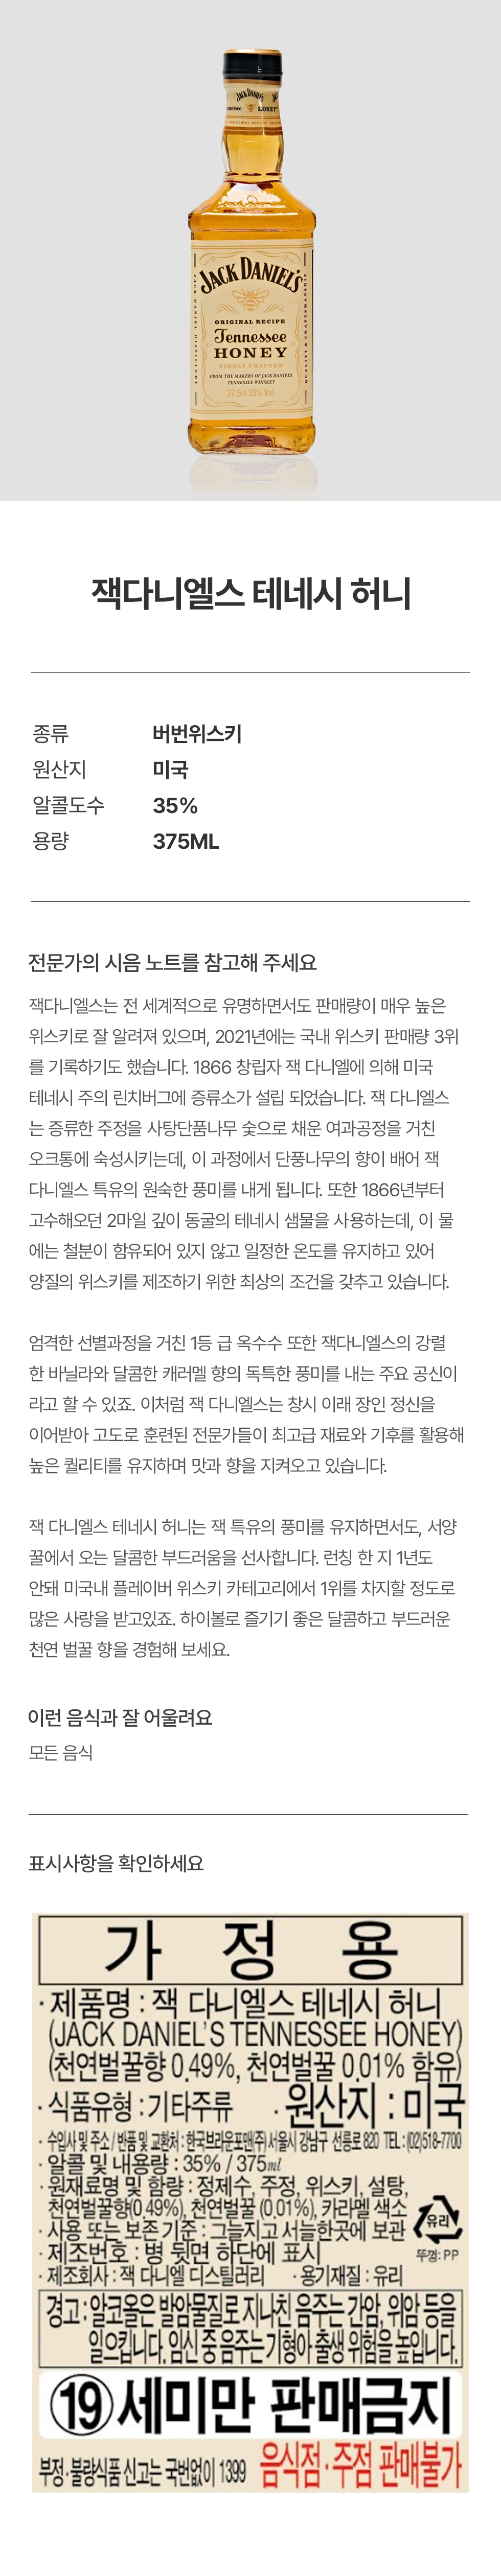 JACK DANIEL'S
JACK DANIEL'S
ORIGINAL RECIPE
Tennessee
HONEY
FINELY CRAFTED
FROM THE MAKERS OF JACK DANIEL'S
TENNESSEE WHISKEY
37.5cl 35% Vol.
잭다니엘스 테네시 허니
종류 버번위스키
원산지 미국
알콜도수 35%
용량 375ML
전문가의 시음 노트를 참고해 주세요
잭다니엘스는 전 세계적으로 유명하면서도 판매량이 매우 높은
위스키로 잘 알려져 있으며, 2021년에는 국내 위스키 판매량 3위
를 기록하기도 했습니다. 1866 창립자 잭 다니엘에 의해 미국
테네시 주의 린치버그에 증류소가 설립 되었습니다. 잭 다니엘스
는 증류한 주정을 사탕단품나무 숯으로 채운 여과공정을 거친
오크통에 숙성시키는데, 이 과정에서 단풍나무의 향이 배어 잭
다니엘스 특유의 원숙한 풍미를 내게 됩니다. 또한 1866년부터
고수해오던 2마일 깊이 동굴의 테네시 샘물을 사용하는데, 이 물
에는 철분이 함유되어 있지 않고 일정한 온도를 유지하고 있어
양질의 위스키를 제조하기 위한 최상의 조건을 갖추고 있습니다.
엄격한 선별과정을 거친 1등 급 옥수수 또한 잭다니엘스의 강렬
한 바닐라와 달콤한 캐러멜 향의 독특한 풍미를 내는 주요 공신이
라고 할 수 있죠. 이처럼 잭 다니엘스는 창시 이래 장인 정신을
이어받아 고도로 훈련된 전문가들이 최고급 재료와 기후를 활용해
높은 퀄리티를 유지하며 맛과 향을 지켜오고 있습니다.
잭 다니엘스 테네시 허니는 잭 특유의 풍미를 유지하면서도, 서양
꿀에서 오는 달콤한 부드러움을 선사합니다. 런칭 한 지 1년도
안돼 미국내 플레이버 위스키 카테고리에서 1위를 차지할 정도로
많은 사랑을 받고있죠. 하이볼로 즐기기 좋은 달콤하고 부드러운
천연 벌꿀 향을 경험해 보세요.
이런 음식과 잘 어울려요
모든 음식
표시사항을 확인하세요
가 정 용
·제품명 : 잭 다니엘스 테네시 허니
(JACK DANIEL'S TENNESSEE HONEY)
(천연벌꿀향 0.49%, 천연벌꿀 0.01% 함유)
·식품유형 : 기타주류 ·원산지 : 미국
·수입사 및 주소 / 반품 및 교환처 : 한국브라운포맨(주) 서울시 강남구 선릉로 820 TEL : (02)518-7700
·알콜 및 내용량 : 35% / 375ml
·원재료명 및 함량 : 정제수, 주정, 위스키, 설탕,
천연벌꿀향(0.49%), 천연벌꿀 (0.01%), 카라멜 색소
·사용 또는 보존 기준 : 그늘지고 서늘한곳에 보관
유리
·제조번호 : 병 뒷면 하단에 표시
뚜껑: PP
·제조회사 : 잭 다니엘 디스틸러리 ·용기재질 : 유리
경고 : 알코올은 발암물질로 지나친 음주는 간암, 위암 등을
일으킵니다. 임신 중 음주는 기형아 출생 위험을 높입니다.
19 세미만 판매금지
부정·불량식품 신고는 국번없이 1399 음식점·주점 판매불가